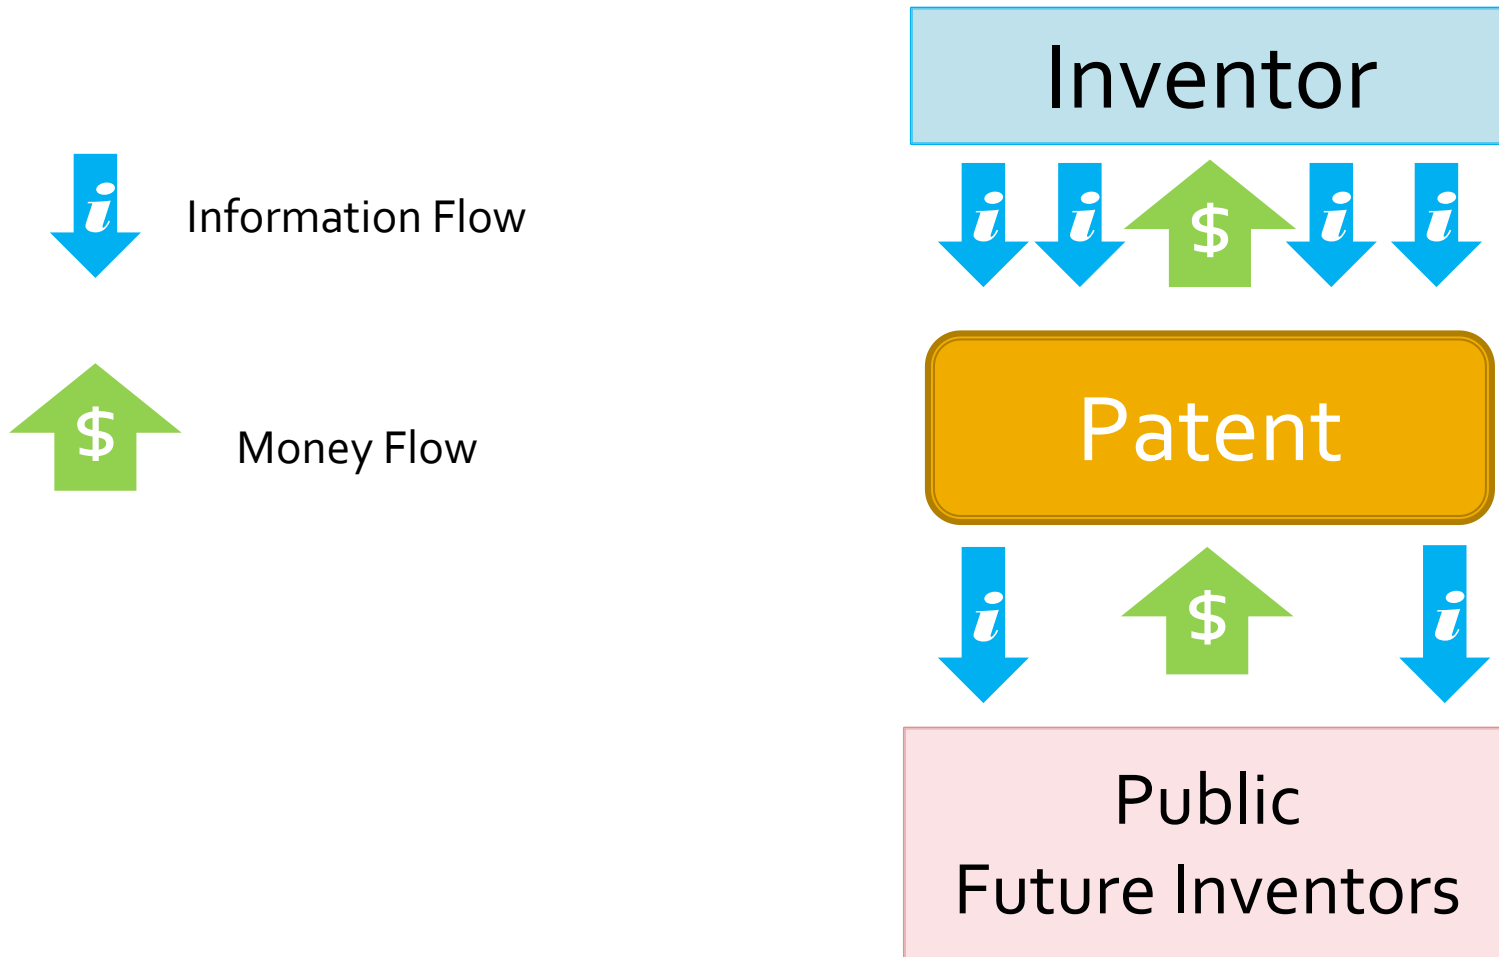 Inventor
i
Information Flow
i
i
$
i
i
$
Money Flow
Patent
i
$
i
Public
Future Inventors